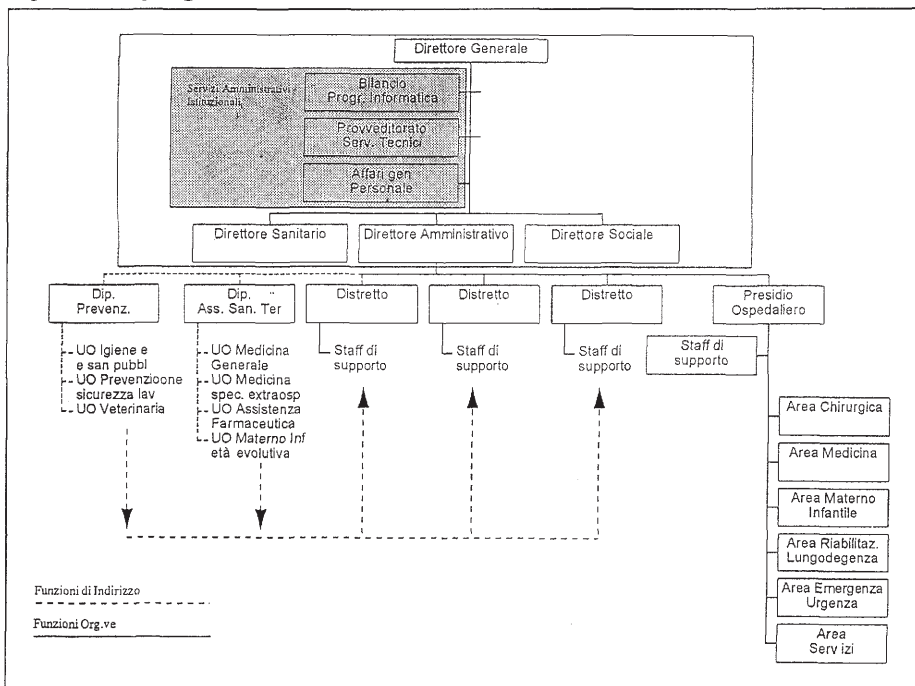 Direttore Generale
Servizi Amministrativi
Istituzionali
Bilancio
Progr. Informatica
Provveditorato
Serv. Tecnici
Affari gen
Personale
Direttore Sanitario
Direttore Amministrativo
Direttore Sociale
Dip.
Prevenz.
Dip.
Ass. San. Ter
Distretto
Distretto
Distretto
Presidio
Ospedaliero
UO Igiene e
e san pubbl
UO Prevenzioone
sicurezza lav
UO Veterinaria
UO Medicina
Generale
UO Medicina
spec. extraosp
UO Assistenza
Farmaceutica
UO Materno Inf
età evolutiva
Staff di
supporto
Staff di
supporto
Staff di
supporto
Staff di
supporto
Area Chirurgica
Area Medicina
Area Materno
Infantile
Area Riabilitaz.
Lungodegenza
Area Emergenza
Urgenza
Area
Servizi
Funzioni di Indirizzo
Funzioni Org.ve